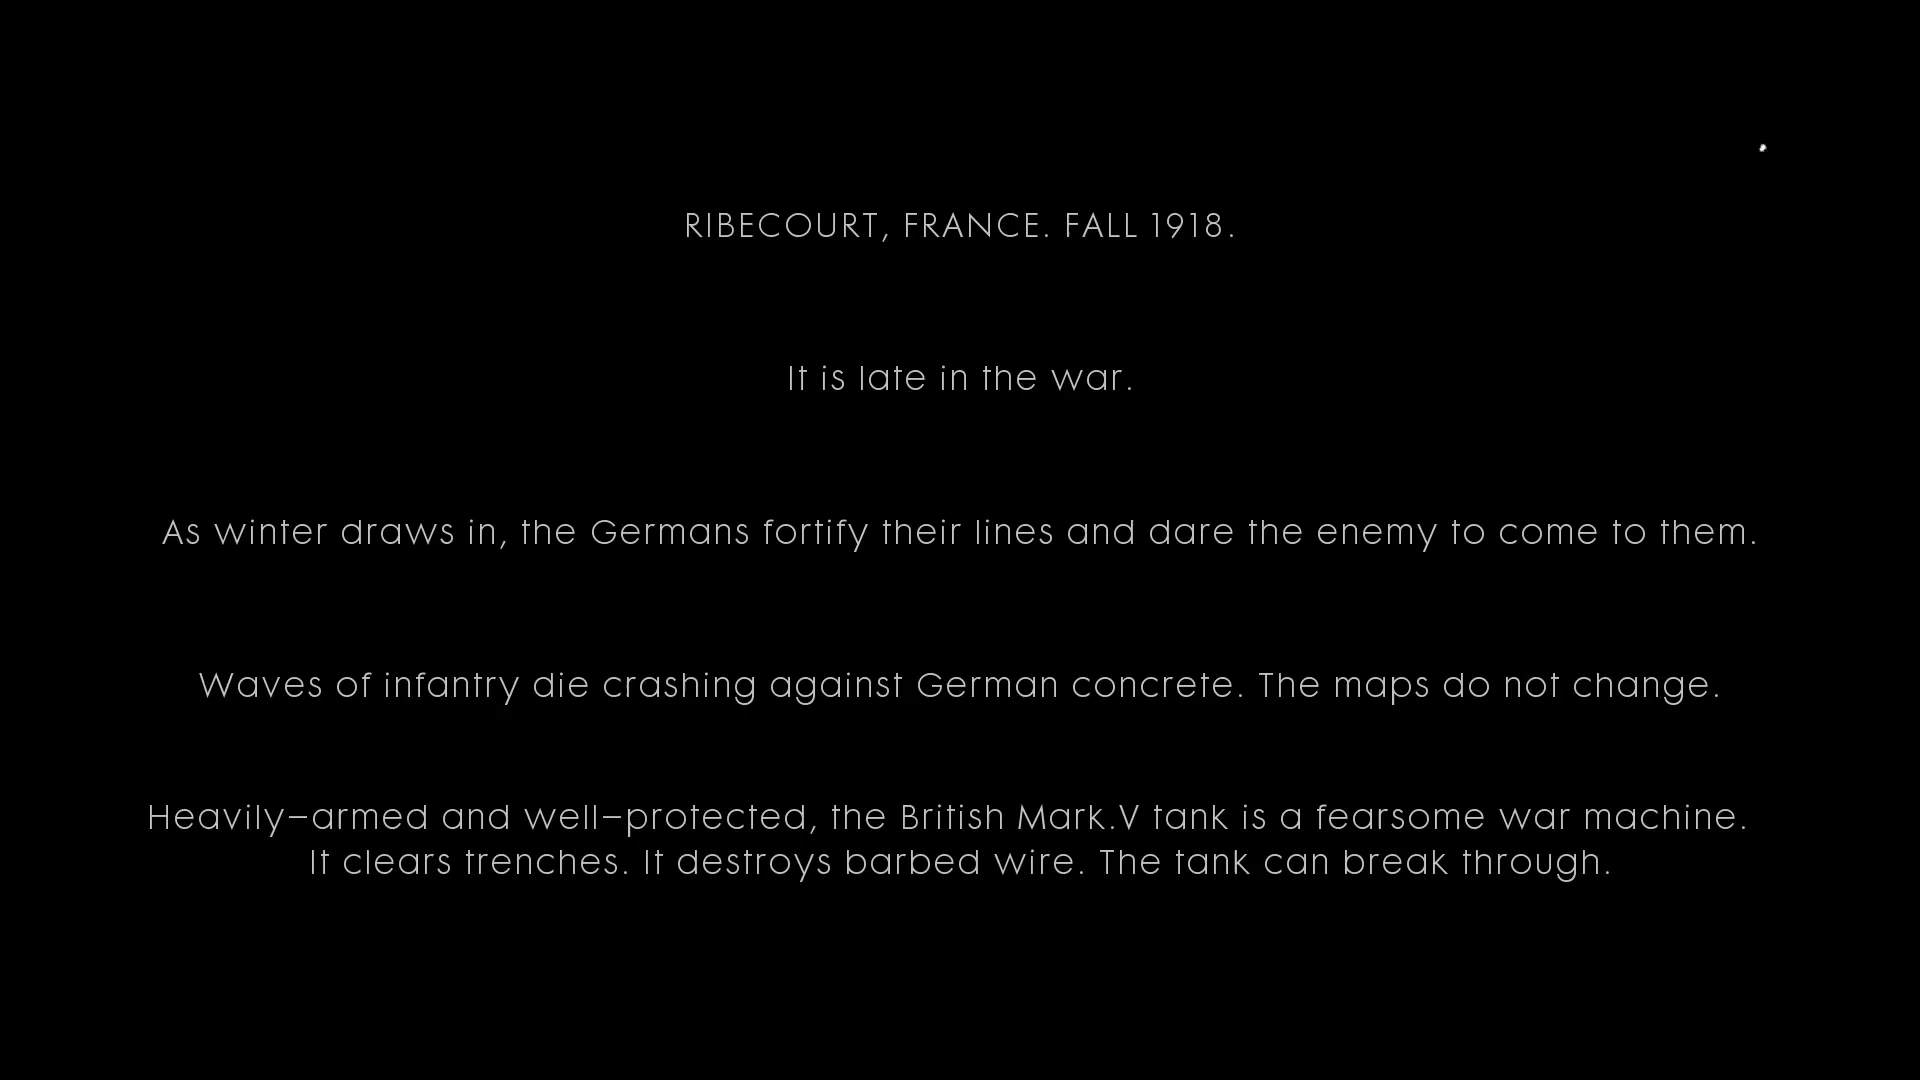 RIBECOURT, FRANCE. FALL 1918.
It is late in the war.
As winter draws in, the Germans fortify their lines and dare the enemy to come to them.
Waves of infantry die crashing against German concrete. The maps do not change.
Heavily-armed and well-protected, the British Mark.V tank is a fearsome war machine.
It clears trenches. It destroys barbed wire. The tank can break through.